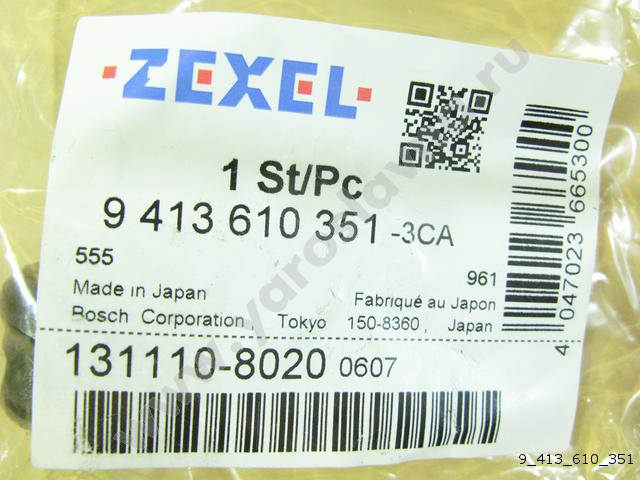 ZEXEL
1 St/Pc
9 413 610 351 -3CA
555
961
Made in Japan
Fabriqué au Japon
Bosch Corporation Tokyo 150-8360, Japan
131110-8020 0607
4 047023 665300
9_413_610_351